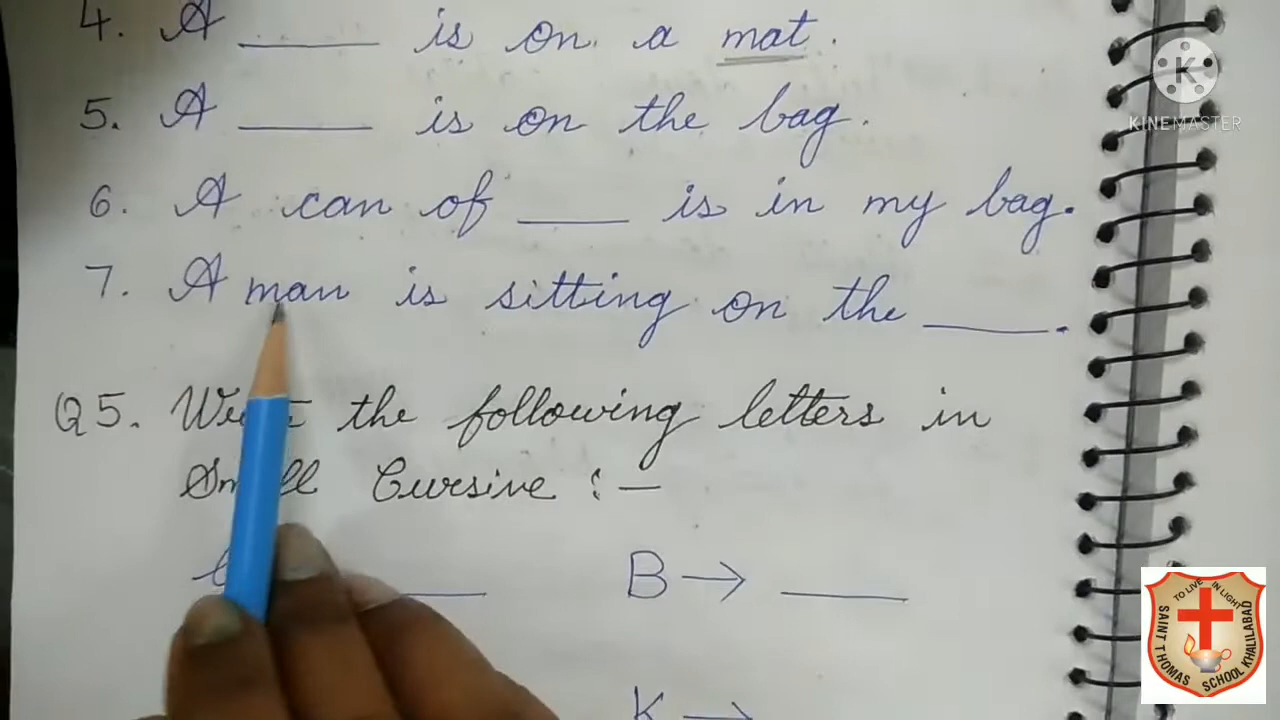 4. A ____ is on a mat.
5. A ____ is on the bag.
KINEMASTER
6. A can of ____ is in my bag.
7. A man is sitting on the ____.
Q5. Write the following letters in
Small Cursive :—
B → ____
K →
TO LIVE IN LIGHT
SAINT THOMAS SCHOOL KHALILABAD